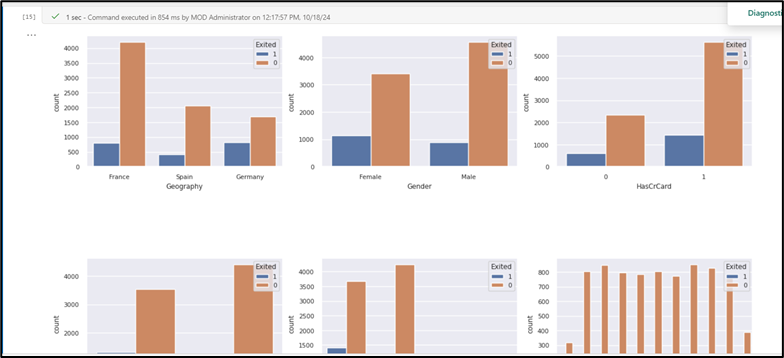 Diagnosti
[15]
1 sec - Command executed in 854 ms by MOD Administrator on 12:17:57 PM, 10/18/24
...
4000
3500
3000
2500
2000
1500
1000
500
0
count
Exited
1
0
France
Spain
Germany
Geography
4000
3000
2000
1000
0
count
Exited
1
0
Female
Male
Gender
5000
4000
3000
2000
1000
0
count
Exited
1
0
0
1
HasCrCard
4000
3000
2000
count
Exited
1
0
4000
3500
3000
2500
2000
1500
count
Exited
1
0
800
700
600
500
400
300
count
Exited
1
0